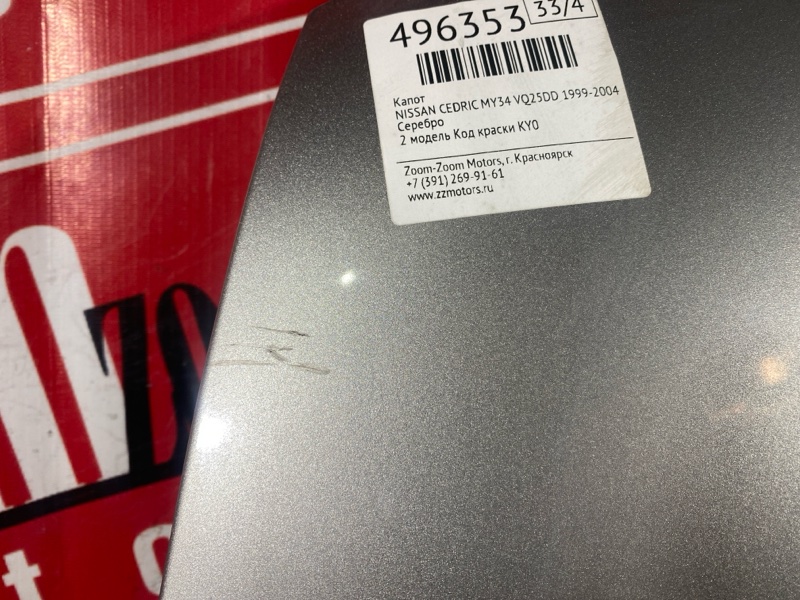 496353 33/4
Капот
NISSAN CEDRIC MY34 VQ25DD 1999-2004
Серебро
2 модель Код краски KY0
Zoom-Zoom Motors, г. Красноярск
+7 (391) 269-91-61
www.zzmotors.ru